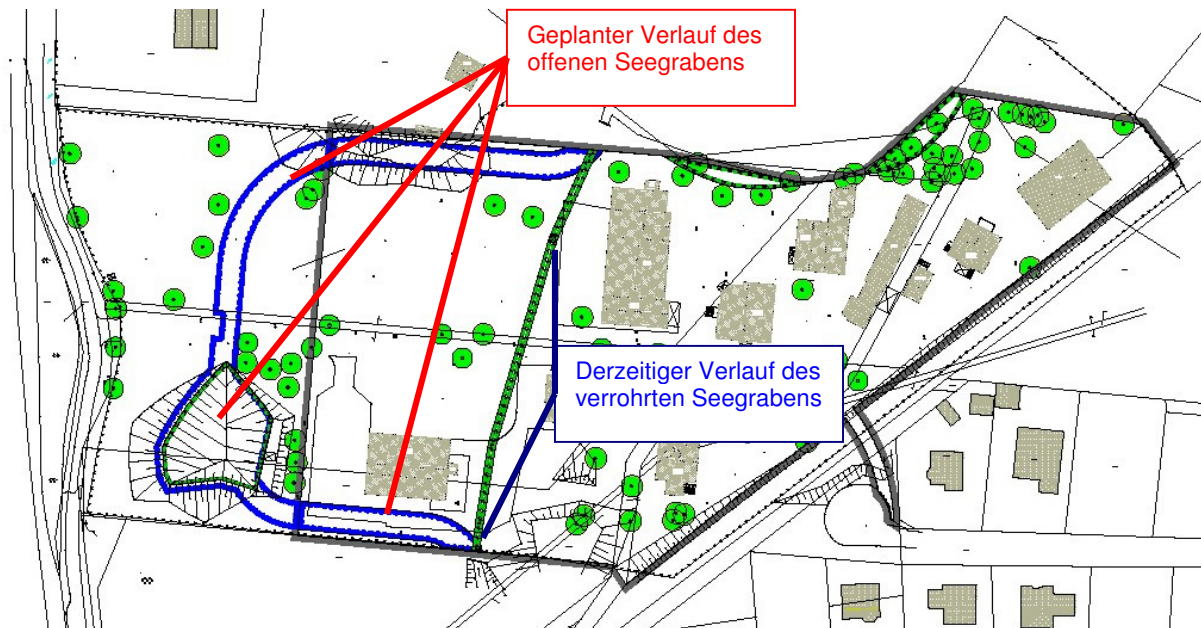 Geplanter Verlauf des
offenen Seegrabens
Derzeitiger Verlauf des
verrohrten Seegrabens